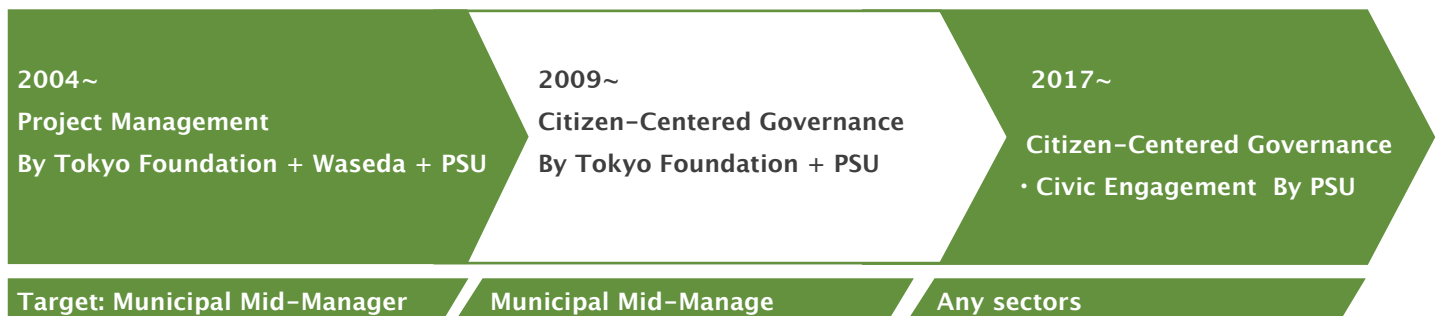 2004~
Project Management
By Tokyo Foundation + Waseda + PSU
2009~
Citizen-Centered Governance
By Tokyo Foundation + PSU
2017~
Citizen-Centered Governance
・Civic Engagement By PSU
Target: Municipal Mid-Manager
Municipal Mid-Manage
Any sectors